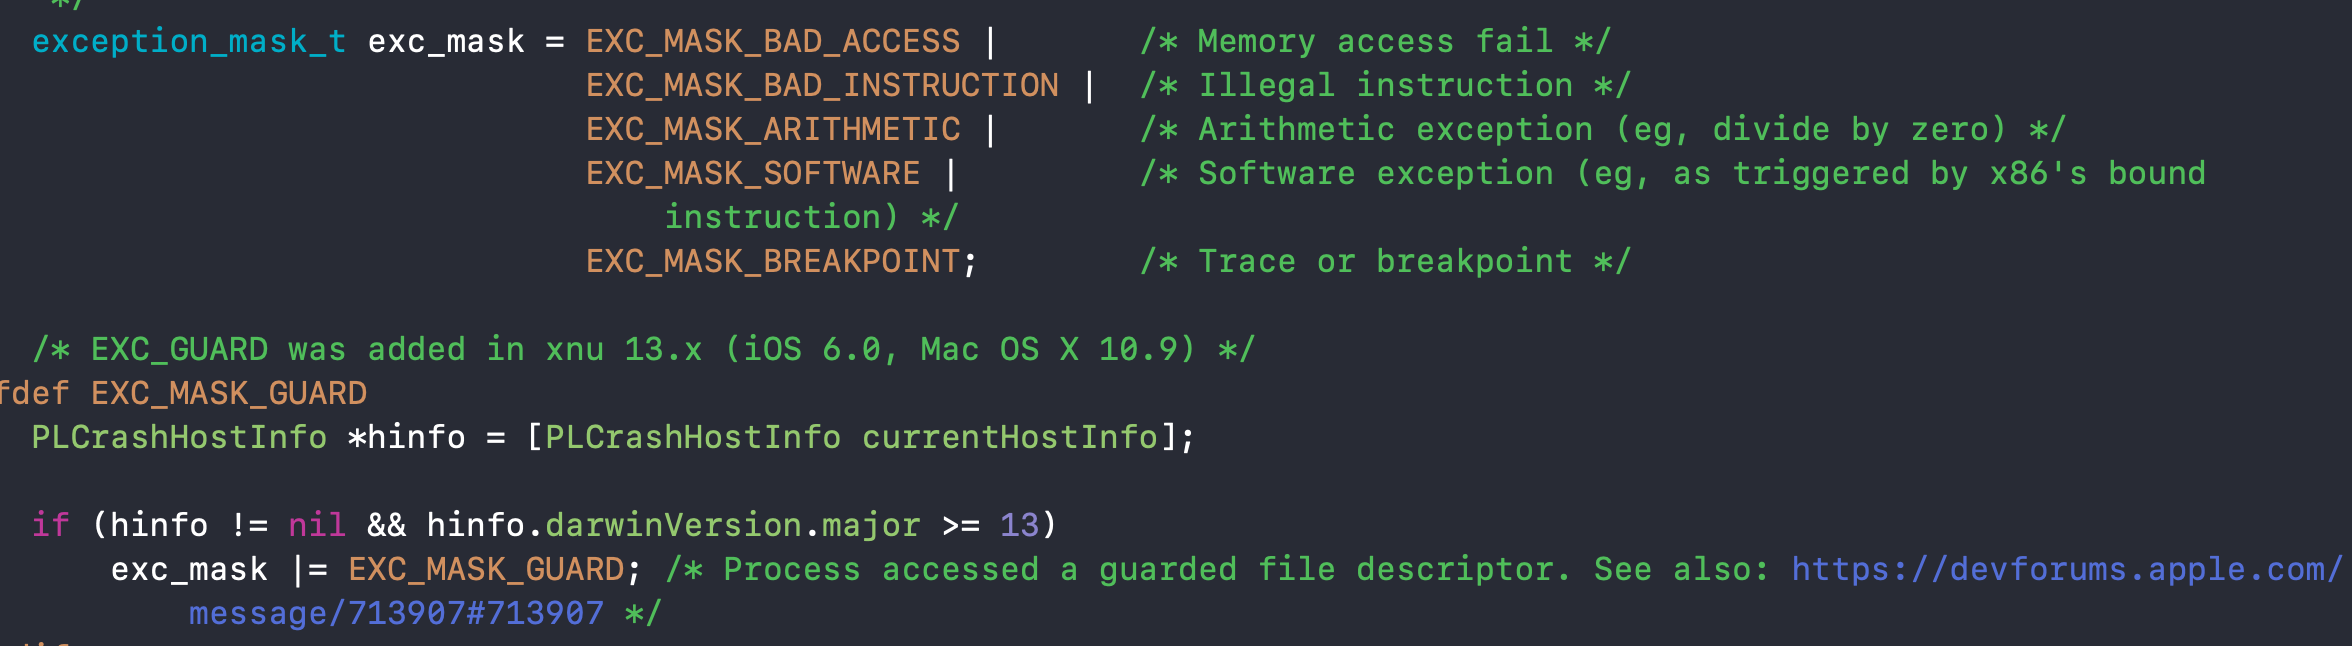 */
exception_mask_t exc_mask = EXC_MASK_BAD_ACCESS | /* Memory access fail */
EXC_MASK_BAD_INSTRUCTION | /* Illegal instruction */
EXC_MASK_ARITHMETIC | /* Arithmetic exception (eg, divide by zero) */
EXC_MASK_SOFTWARE | /* Software exception (eg, as triggered by x86's bound
instruction) */
EXC_MASK_BREAKPOINT; /* Trace or breakpoint */
/* EXC_GUARD was added in xnu 13.x (iOS 6.0, Mac OS X 10.9) */
fdef EXC_MASK_GUARD
PLCrashHostInfo *hinfo = [PLCrashHostInfo currentHostInfo];
if (hinfo != nil && hinfo.darwinVersion.major >= 13)
exc_mask |= EXC_MASK_GUARD; /* Process accessed a guarded file descriptor. See also: https://devforums.apple.com/
message/713907#713907 */